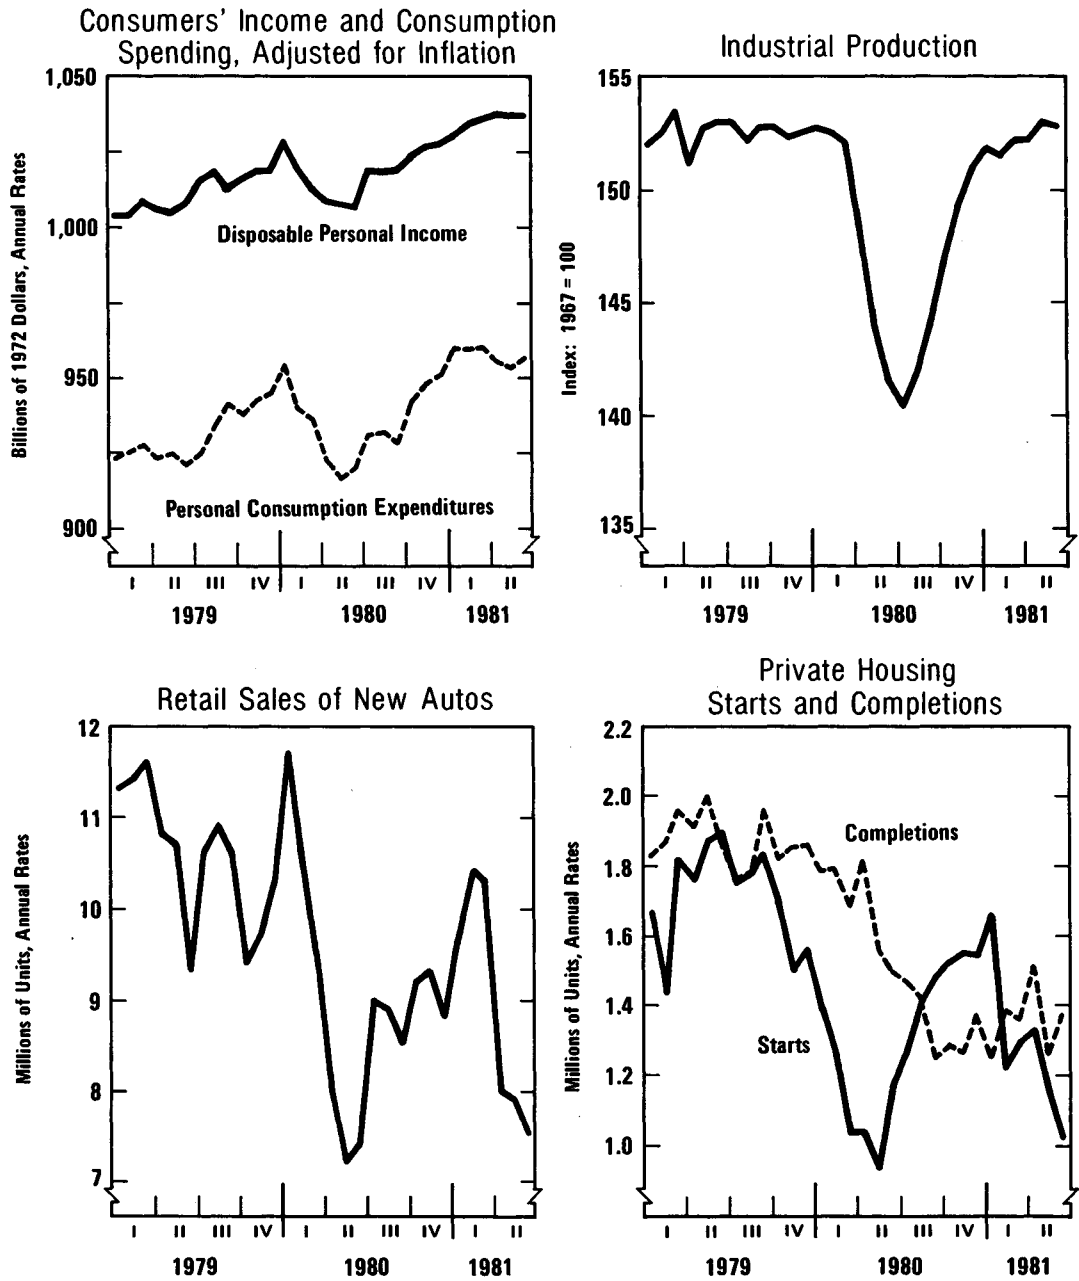 Consumers' Income and Consumption
Spending, Adjusted for Inflation
Billions of 1972 Dollars, Annual Rates
1,050
1,000
950
900
Disposable Personal Income
Personal Consumption Expenditures
I II III IV I II III IV I II
1979 1980 1981
Industrial Production
Index: 1967 = 100
155
150
145
140
135
I II III IV I II III IV I II
1979 1980 1981
Retail Sales of New Autos
Millions of Units, Annual Rates
12
11
10
9
8
7
I II III IV I II III IV I II
1979 1980 1981
Private Housing
Starts and Completions
Millions of Units, Annual Rates
2.2
2.0
1.8
1.6
1.4
1.2
1.0
Completions
Starts
I II III IV I II III IV I II
1979 1980 1981